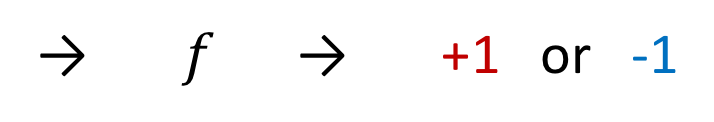 → f → +1 or -1